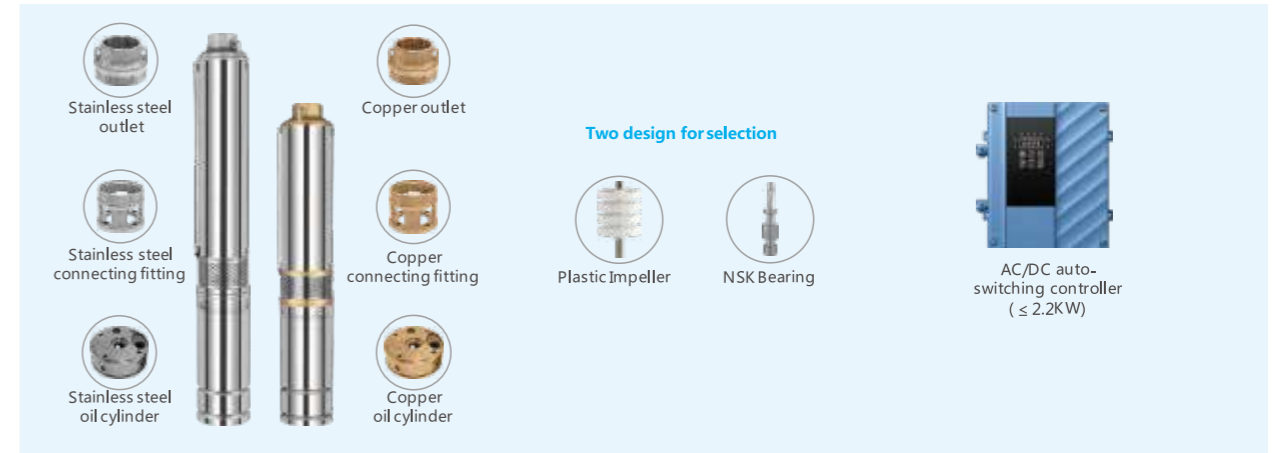 Stainless steel
outlet
Copper outlet
Two design for selection
Stainless steel
connecting fitting
Copper
connecting fitting
Plastic Impeller
NSK Bearing
AC/DC auto-
switching controller
( ≤ 2.2KW)
Stainless steel
oil cylinder
Copper
oil cylinder